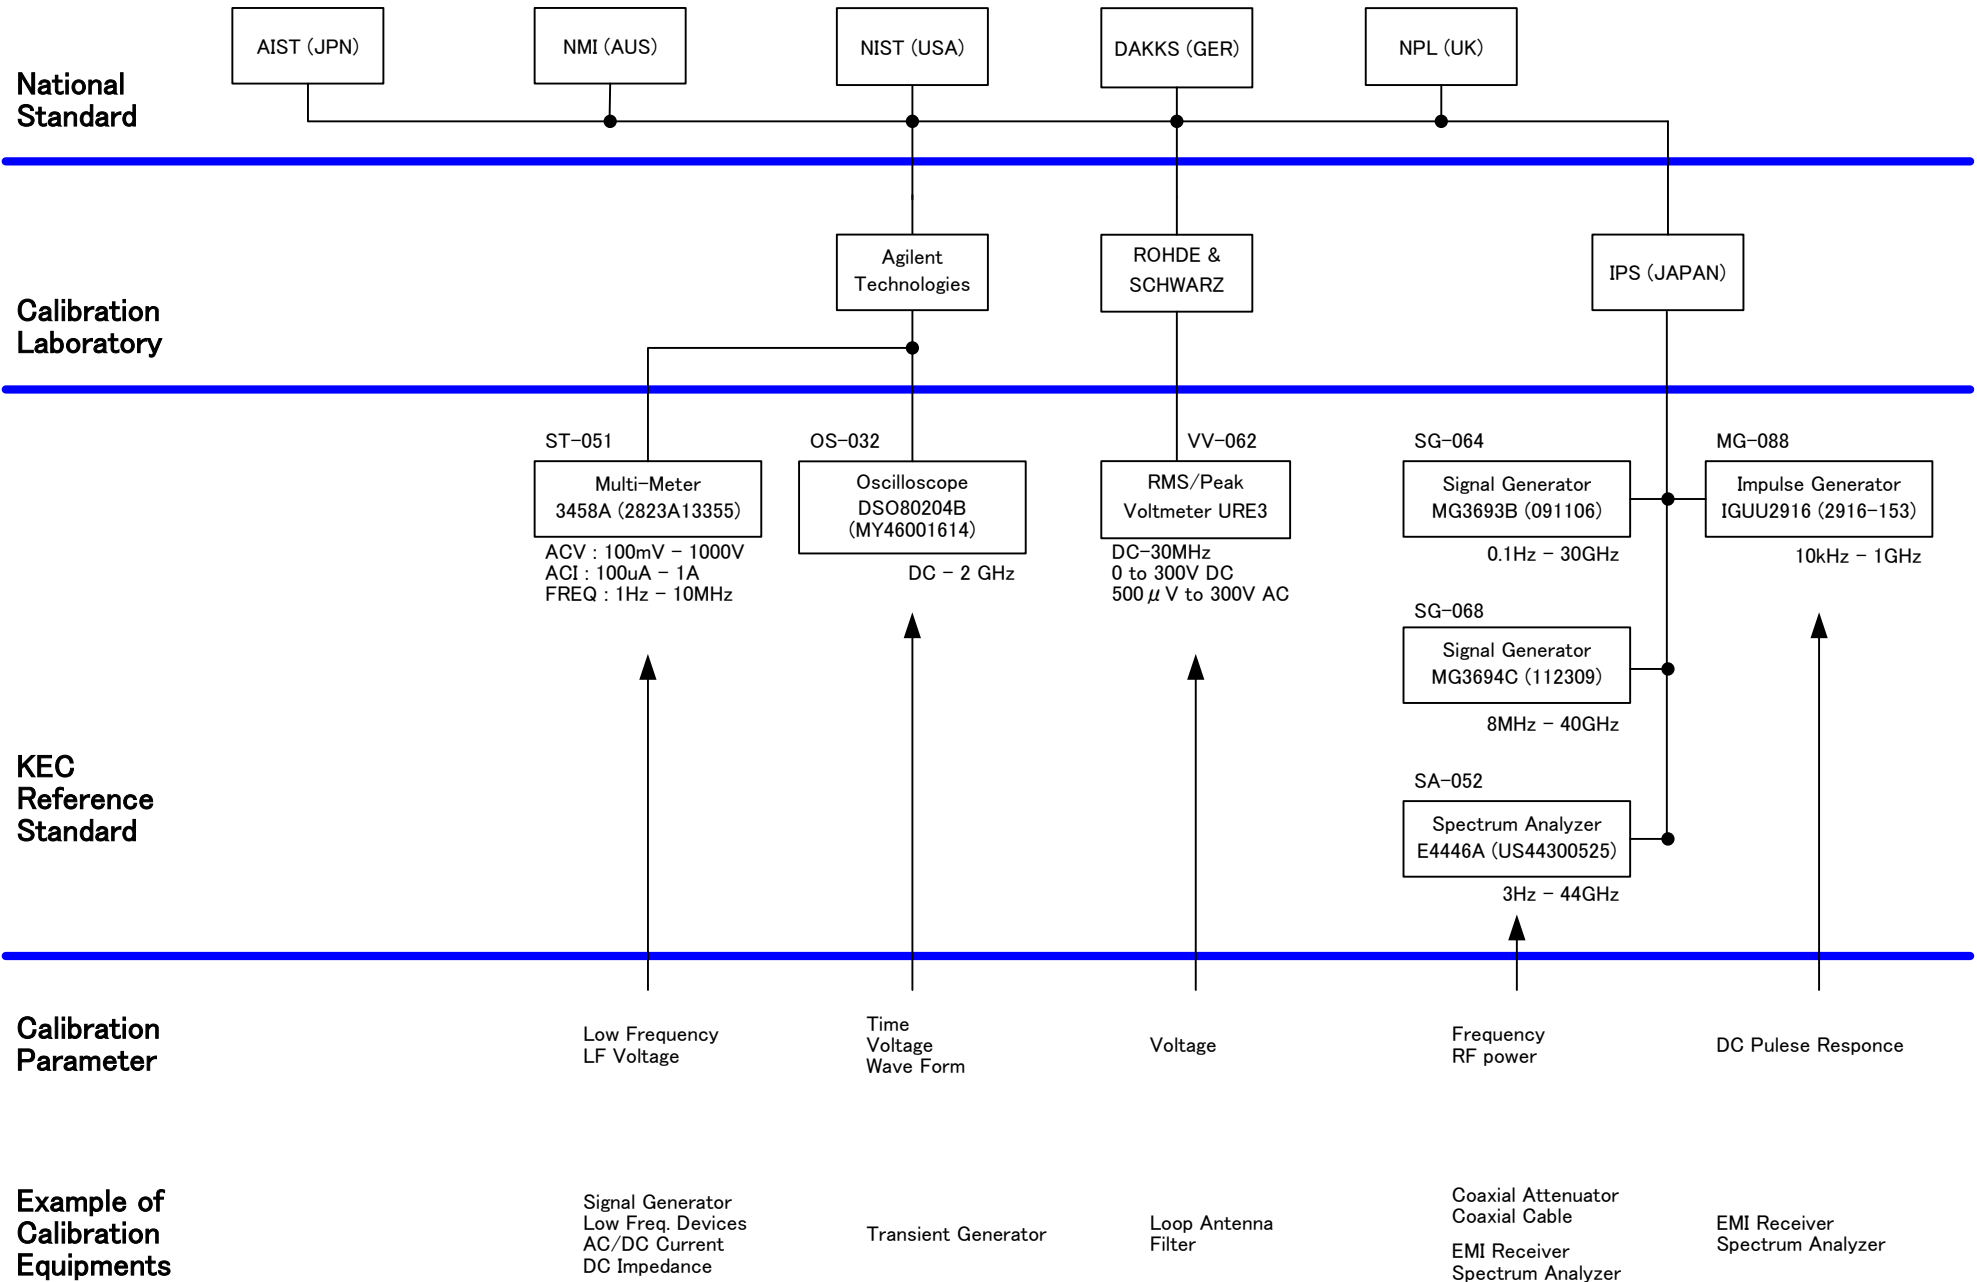 AIST (JPN)
NMI (AUS)
NIST (USA)
DAKKS (GER)
NPL (UK)
National
Standard
Agilent
Technologies
ROHDE &
SCHWARZ
IPS (JAPAN)
Calibration
Laboratory
ST-051
Multi-Meter
3458A (2823A13355)
ACV : 100mV - 1000V
ACI : 100uA - 1A
FREQ : 1Hz - 10MHz
OS-032
Oscilloscope
DSO80204B
(MY46001614)
DC - 2 GHz
VV-062
RMS/Peak
Voltmeter URE3
DC-30MHz
0 to 300V DC
500μV to 300V AC
SG-064
Signal Generator
MG3693B (091106)
0.1Hz - 30GHz
MG-088
Impulse Generator
IGUU2916 (2916-153)
10kHz - 1GHz
SG-068
Signal Generator
MG3694C (112309)
8MHz - 40GHz
SA-052
Spectrum Analyzer
E4446A (US44300525)
3Hz - 44GHz
KEC
Reference
Standard
Calibration
Parameter
Low Frequency
LF Voltage
Time
Voltage
Wave Form
Voltage
Frequency
RF power
DC Pulese Responce
Example of
Calibration
Equipments
Signal Generator
Low Freq. Devices
AC/DC Current
DC Impedance
Transient Generator
Loop Antenna
Filter
Coaxial Attenuator
Coaxial Cable
EMI Receiver
Spectrum Analyzer
EMI Receiver
Spectrum Analyzer